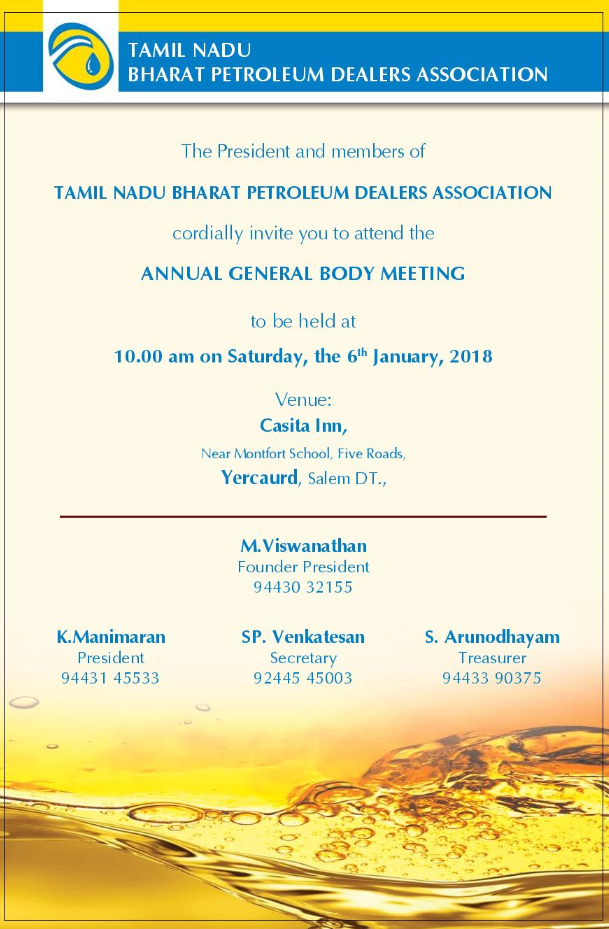 TAMIL NADU
BHARAT PETROLEUM DEALERS ASSOCIATION
The President and members of
TAMIL NADU BHARAT PETROLEUM DEALERS ASSOCIATION
cordially invite you to attend the
ANNUAL GENERAL BODY MEETING
to be held at
10.00 am on Saturday, the 6th January, 2018
Venue:
Casita Inn,
Near Montfort School, Five Roads,
Yercaurd, Salem DT.,
M.Viswanathan
Founder President
94430 32155
K.Manimaran
President
94431 45533
SP. Venkatesan
Secretary
92445 45003
S. Arunodhayam
Treasurer
94433 90375